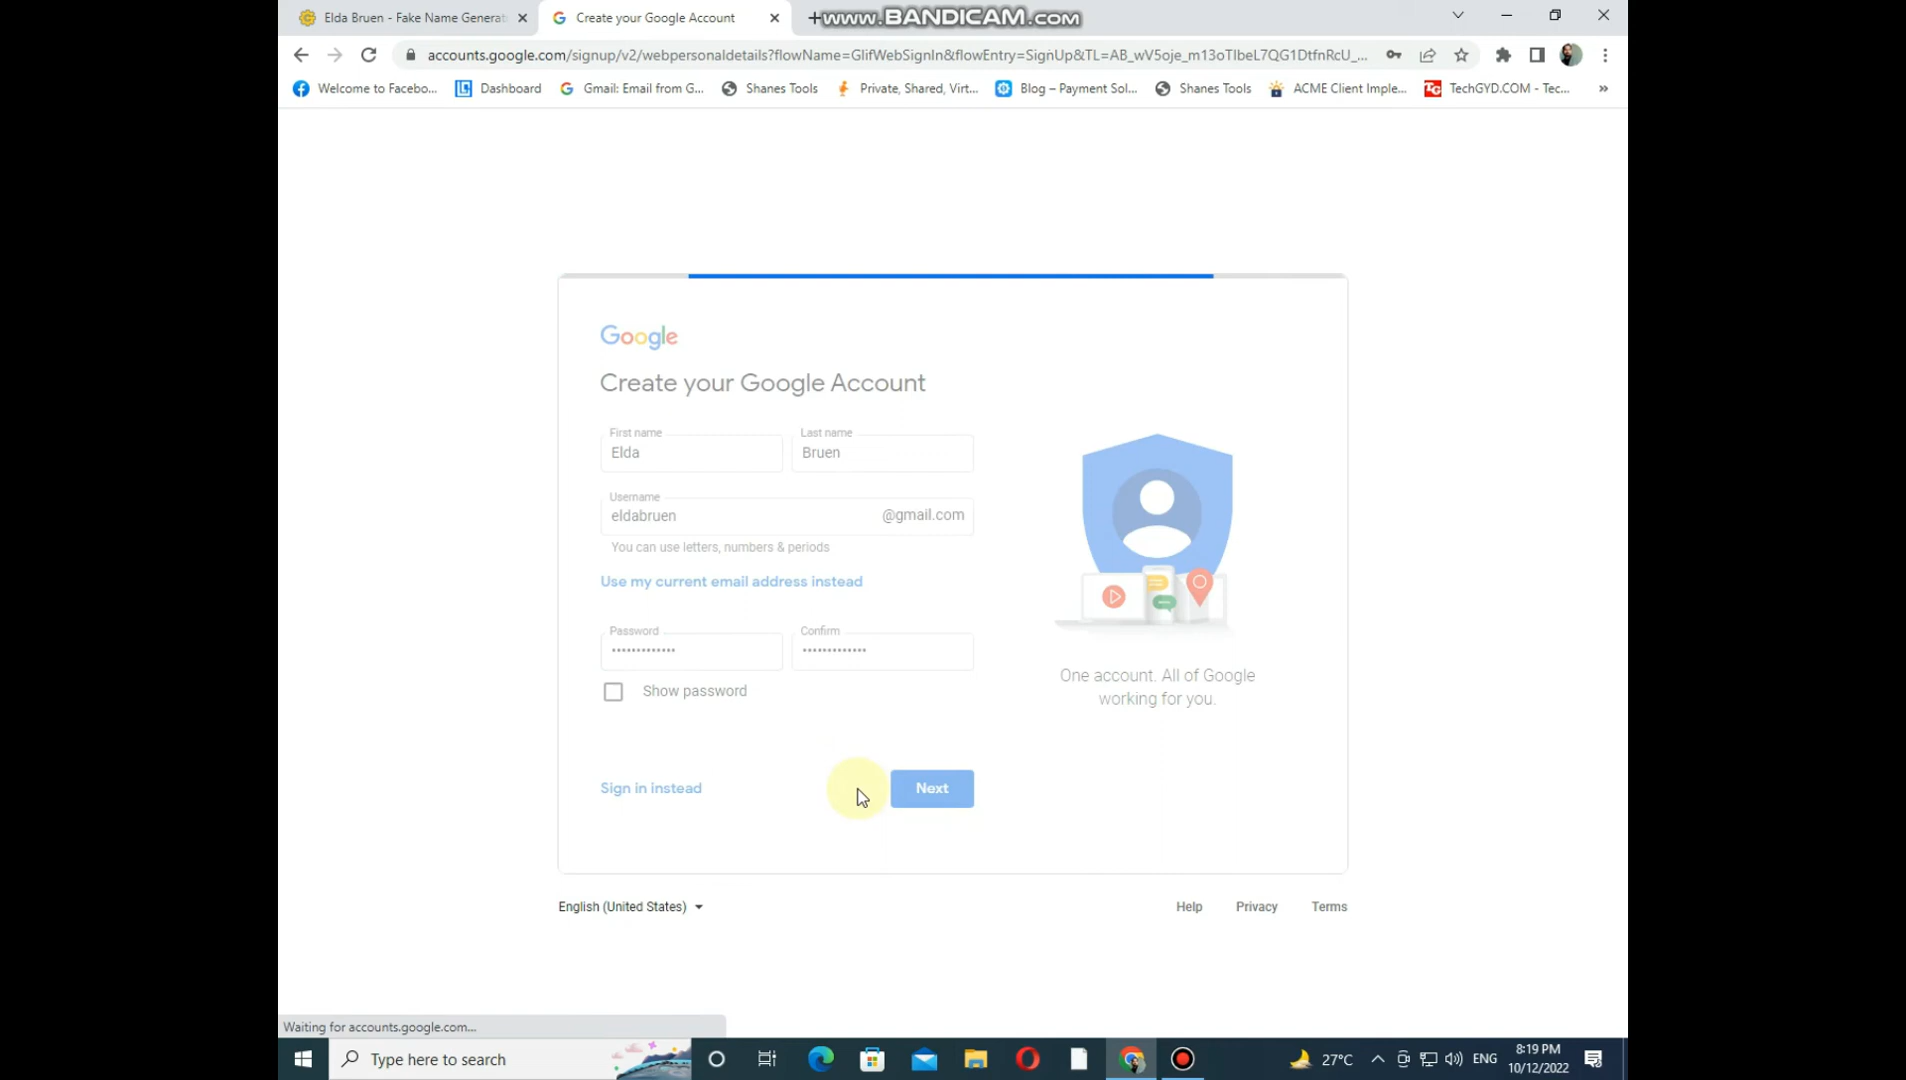 Elda Bruen - Fake Name Generat
Create your Google Account
www.BANDICAM.com
accounts.google.com/signup/v2/webpersonaldetails?flowName=GlifWebSignIn&flowEntry=SignUp&TL=AB_wV5oje_m13oTIbeL7QG1DtfnRcU_...
Welcome to Facebo...
Dashboard
Gmail: Email from G...
Shanes Tools
Private, Shared, Virt...
Blog – Payment Sol...
Shanes Tools
ACME Client Imple...
TechGYD.COM - Tec...
Google
Create your Google Account
First name
Last name
Elda
Bruen
Username
eldabruen
@gmail.com
You can use letters, numbers & periods
Use my current email address instead
Password
Confirm
•••••••••••••
•••••••••••••
Show password
One account. All of Google
working for you.
Sign in instead
Next
English (United States)
Help
Privacy
Terms
Waiting for accounts.google.com...
Type here to search
27°C
ENG
8:19 PM
10/12/2022